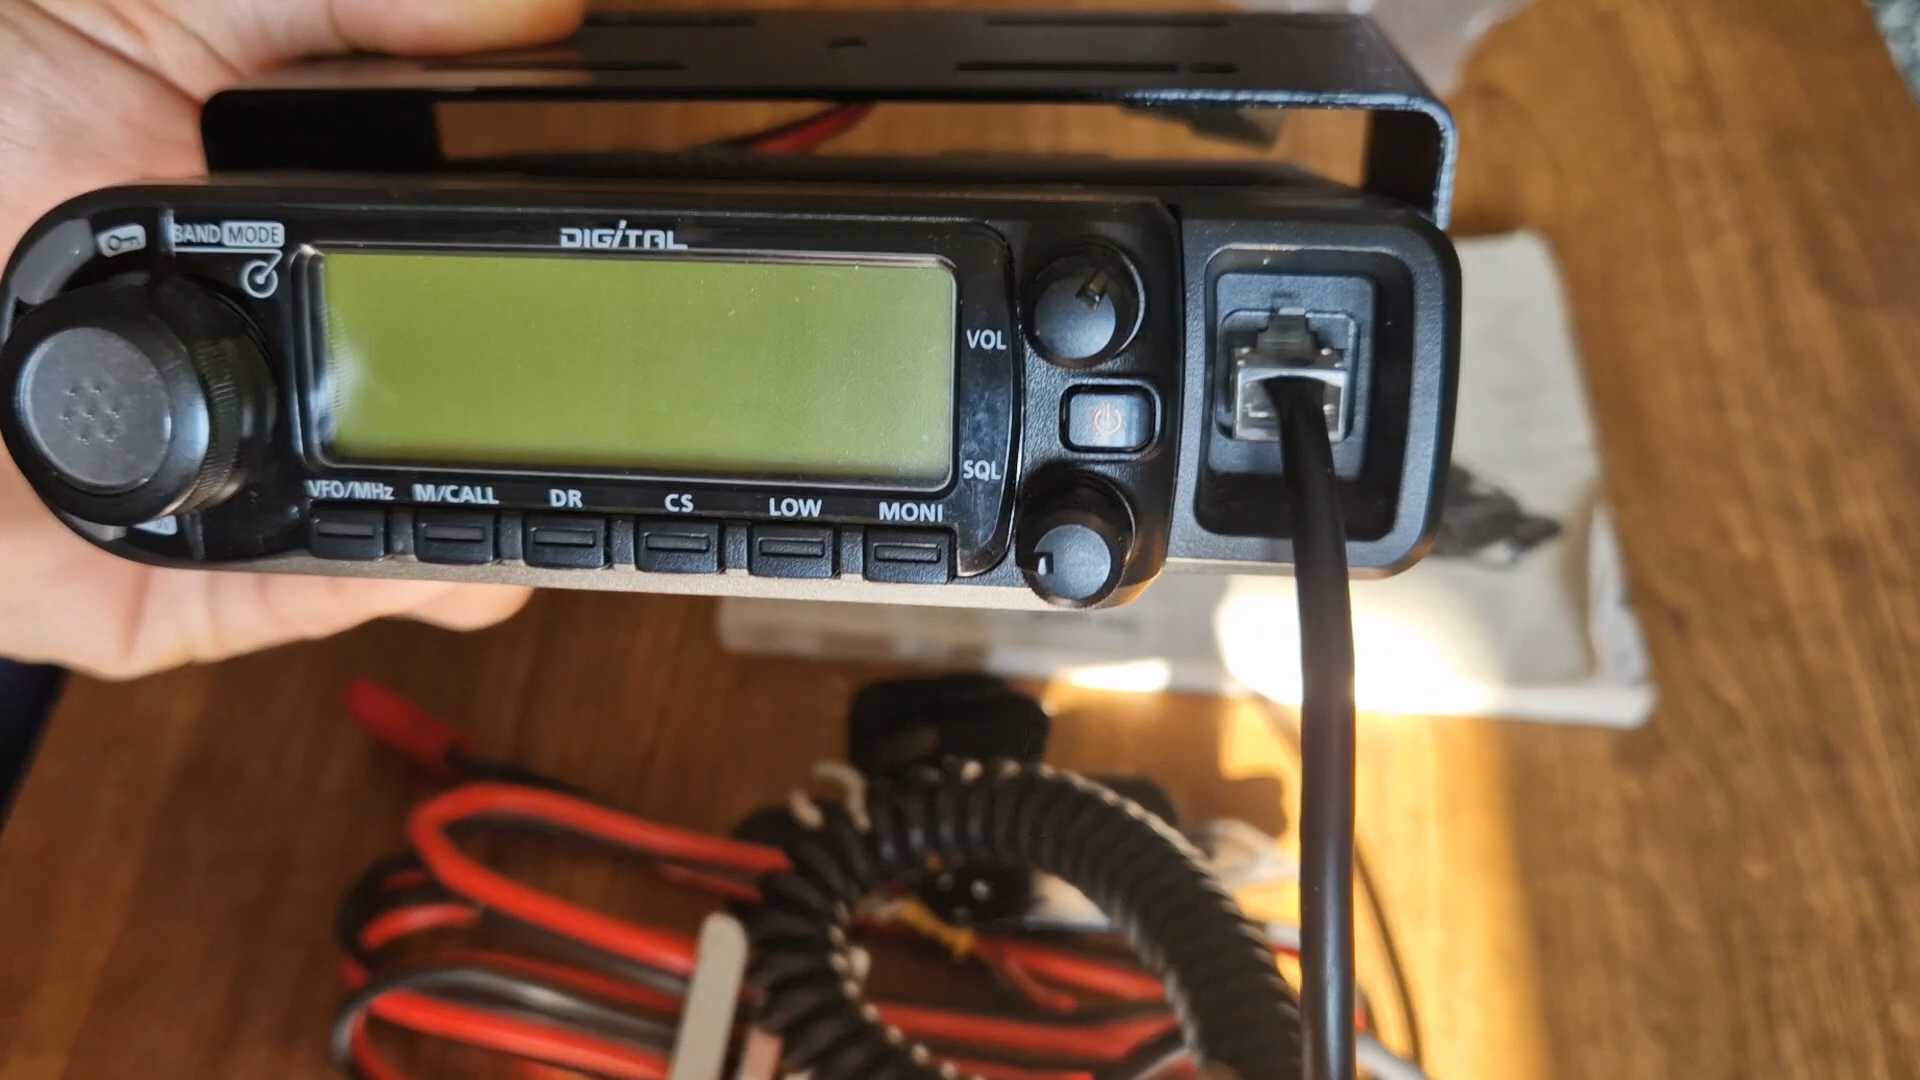 BAND MODE
DIGITAL
VOL
SQL
VFO/MHz M/CALL DR CS LOW MONI